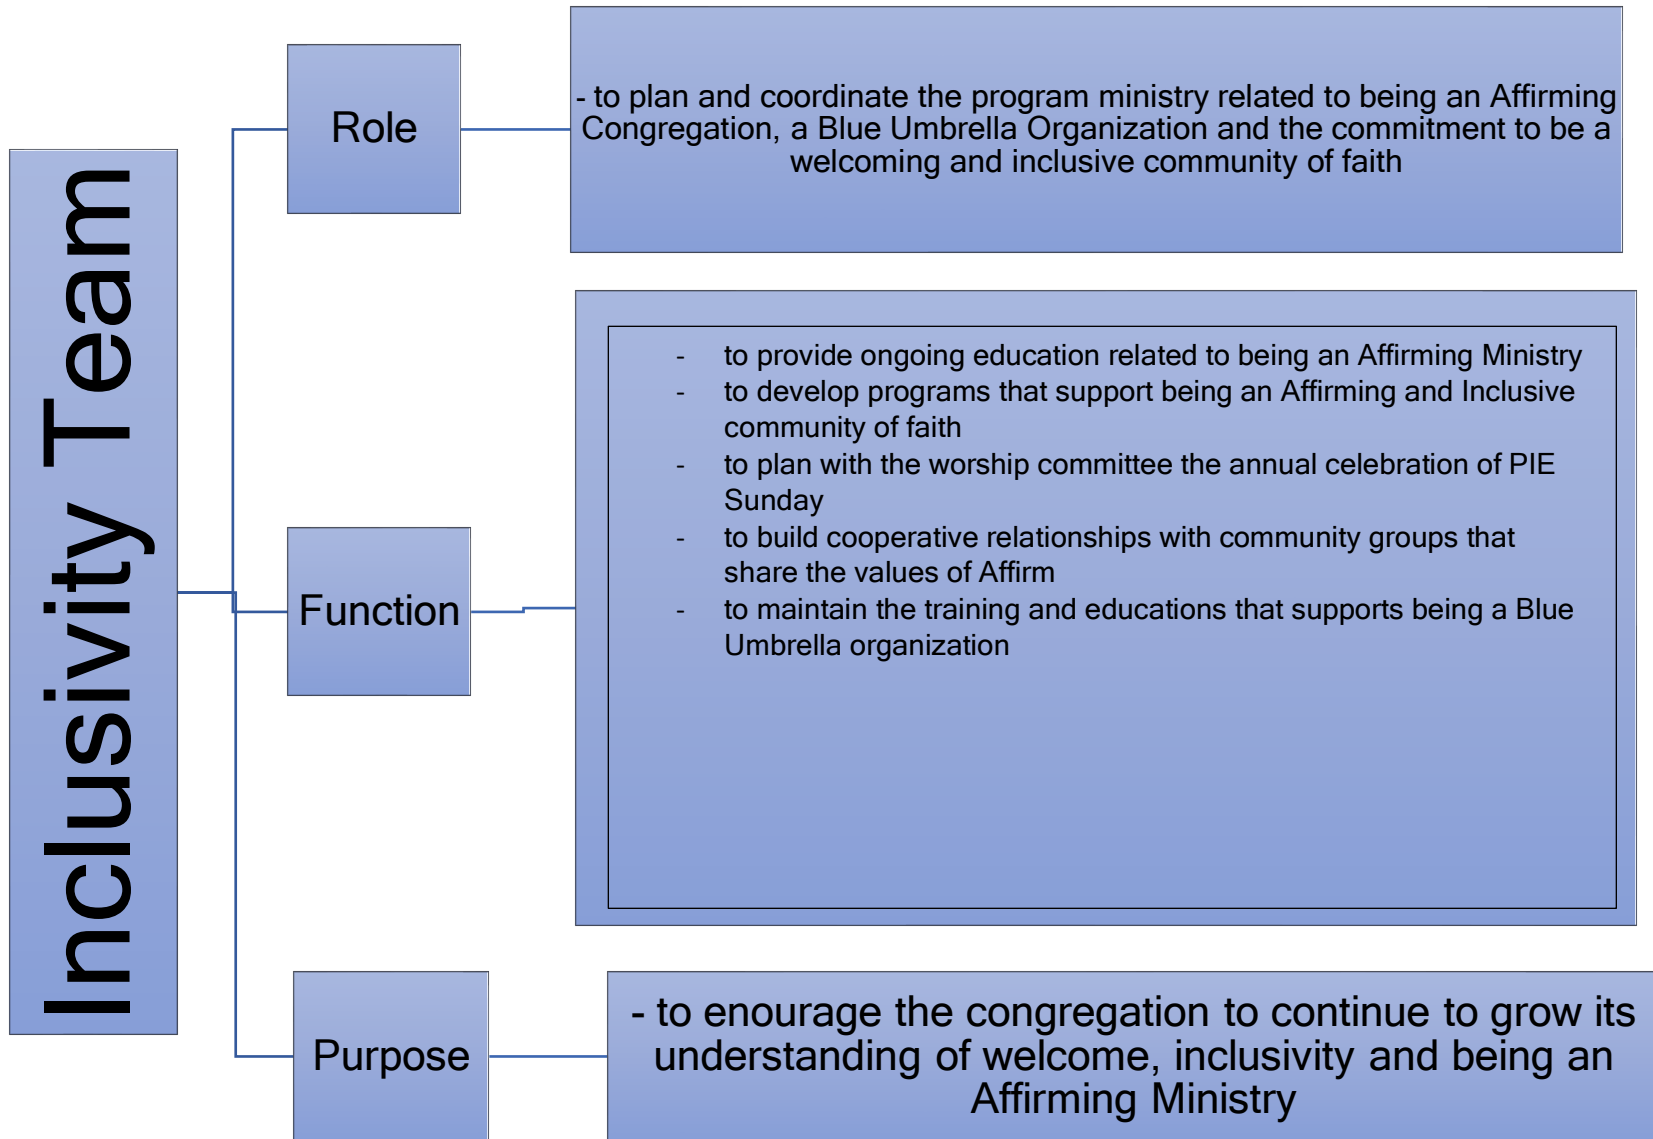 Inclusivity Team
Role
- to plan and coordinate the program ministry related to being an Affirming
Congregation, a Blue Umbrella Organization and the commitment to be a
welcoming and inclusive community of faith
Function
- to provide ongoing education related to being an Affirming Ministry
- to develop programs that support being an Affirming and Inclusive
community of faith
- to plan with the worship committee the annual celebration of PIE
Sunday
- to build cooperative relationships with community groups that
share the values of Affirm
- to maintain the training and educations that supports being a Blue
Umbrella organization
Purpose
- to enourage the congregation to continue to grow its
understanding of welcome, inclusivity and being an
Affirming Ministry